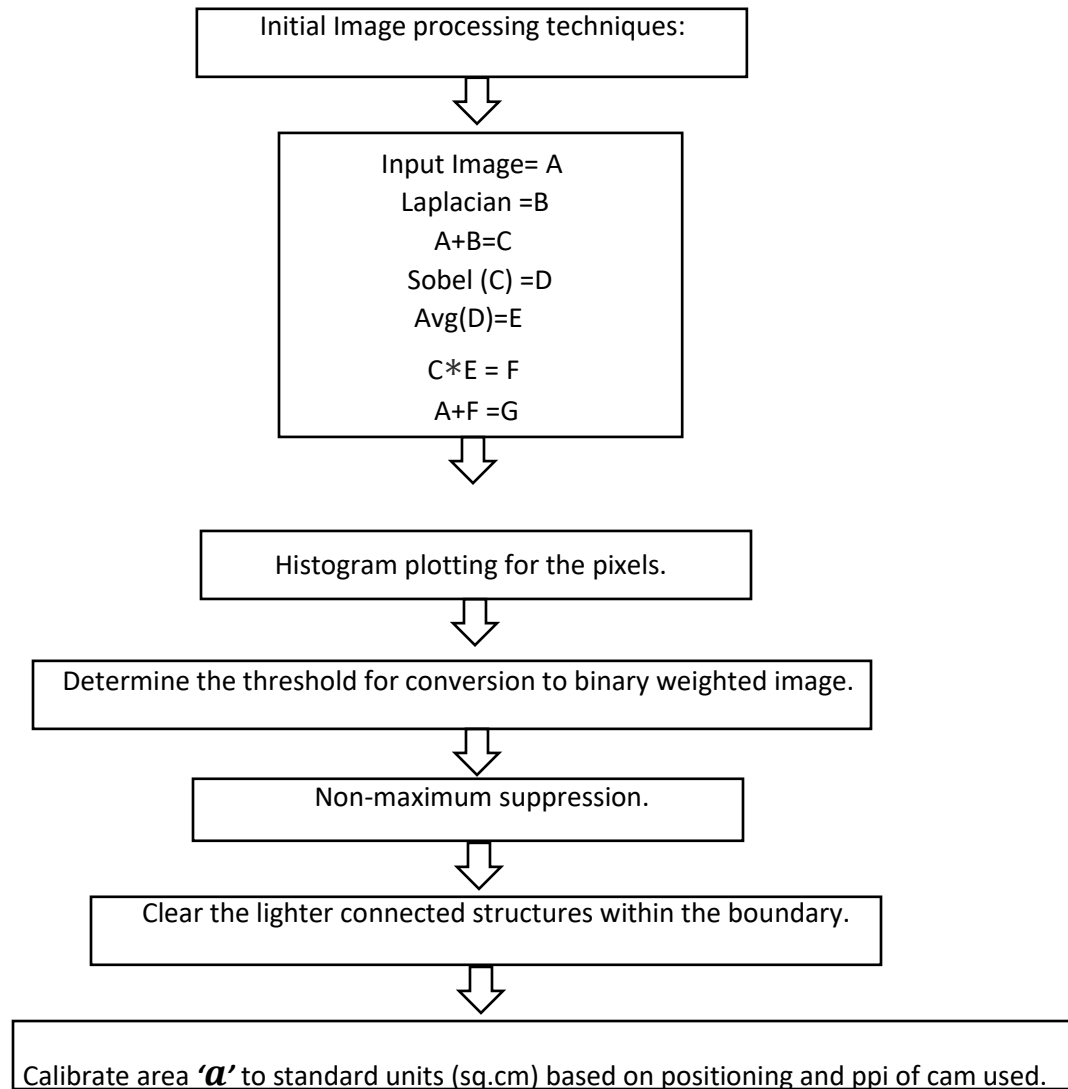 Initial Image processing techniques:
Input Image= A
Laplacian =B
A+B=C
Sobel (C) =D
Avg(D)=E
C*E = F
A+F =G
Histogram plotting for the pixels.
Determine the threshold for conversion to binary weighted image.
Non-maximum suppression.
Clear the lighter connected structures within the boundary.
Calibrate area ‘a’ to standard units (sq.cm) based on positioning and ppi of cam used.